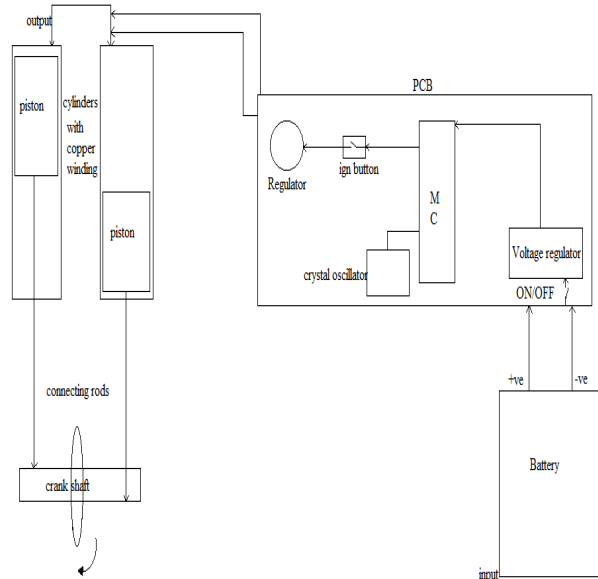 output
PCB
piston
cylinders
with
copper
winding
M
C
ign button
Regulator
piston
Voltage regulator
crystal oscillator
ON/OFF
+ve
-ve
connecting rods
Battery
crank shaft
input